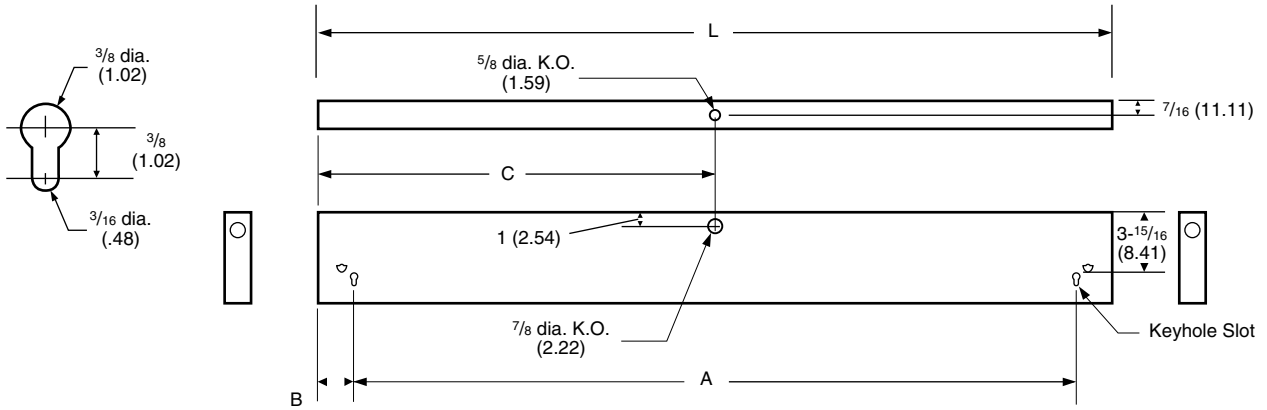 L
3/8 dia.
(1.02)
5/8 dia. K.O.
(1.59)
7/16 (11.11)
3/8
(1.02)
C
3/16 dia.
(.48)
1 (2.54)
3-15/16
(8.41)
7/8 dia. K.O.
(2.22)
Keyhole Slot
A
B